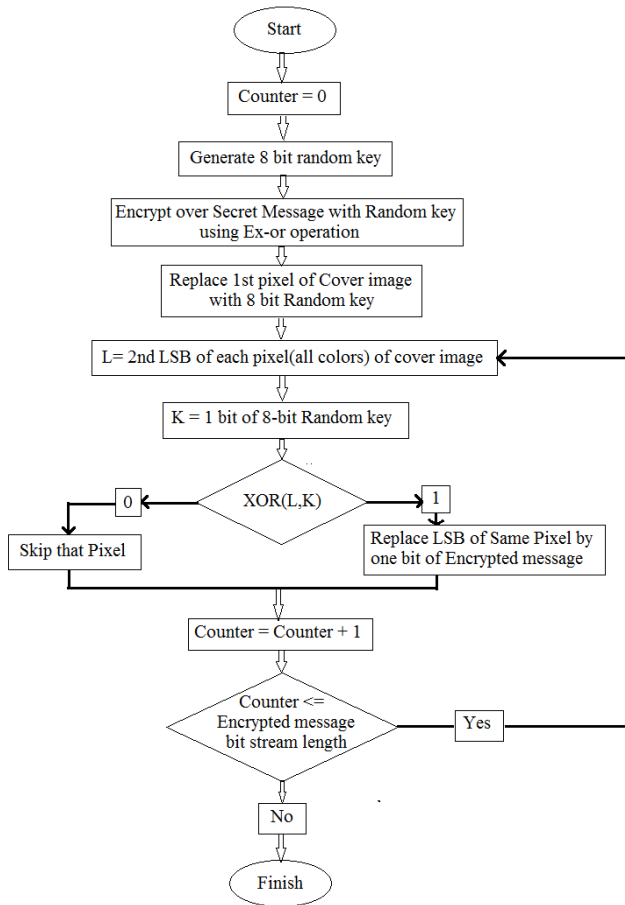 Start
Counter = 0
Generate 8 bit random key
Encrypt over Secret Message with Random key
using Ex-or operation
Replace 1st pixel of Cover image
with 8 bit Random key
L= 2nd LSB of each pixel(all colors) of cover image
K = 1 bit of 8-bit Random key
XOR(L,K)
0
1
Skip that Pixel
Replace LSB of Same Pixel by
one bit of Encrypted message
Counter = Counter + 1
Counter <=
Encrypted message
bit stream length
Yes
No
Finish